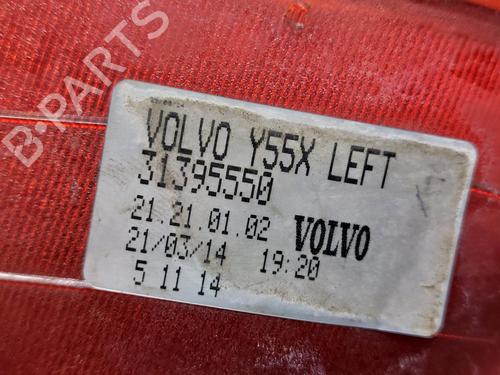 B-PARTS
VOLVO Y55X LEFT
31395550
21.21.01.02 VOLVO
21/03/14 19:20
5 11 14